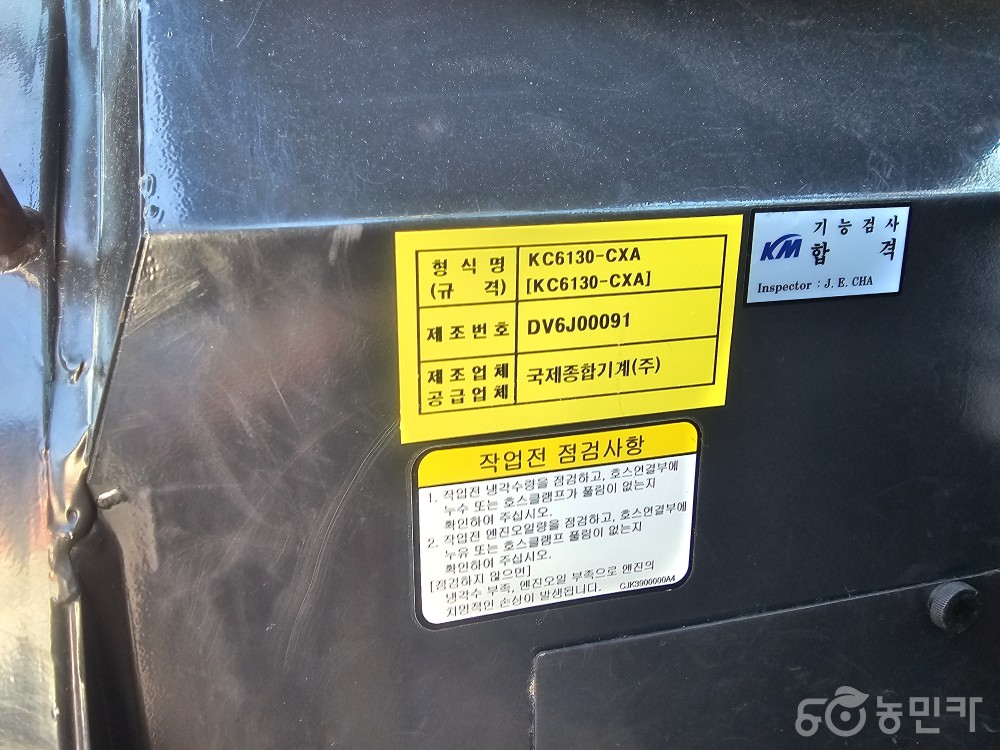 형 식 명 KC6130-CXA
(규 격) [KC6130-CXA]
제조번호 DV6J00091
제조업체 국제종합기계(주)
공급업체
KM 기능검사
합 격
Inspector : J. E. CHA
작업전 점검사항
1. 작업전 냉각수량을 점검하고, 호스연결부에
누수 또는 호스클램프가 풀림이 없는지
확인하여 주십시오.
2. 작업전 엔진오일량을 점검하고, 호스연결부에
누유 또는 호스클램프 풀림이 없는지
확인하여 주십시오.
[점검하지 않으면]
냉각수 부족, 엔진오일 부족으로 엔진의
치명적인 손상이 발생됩니다. CJK3900000A4
농민카